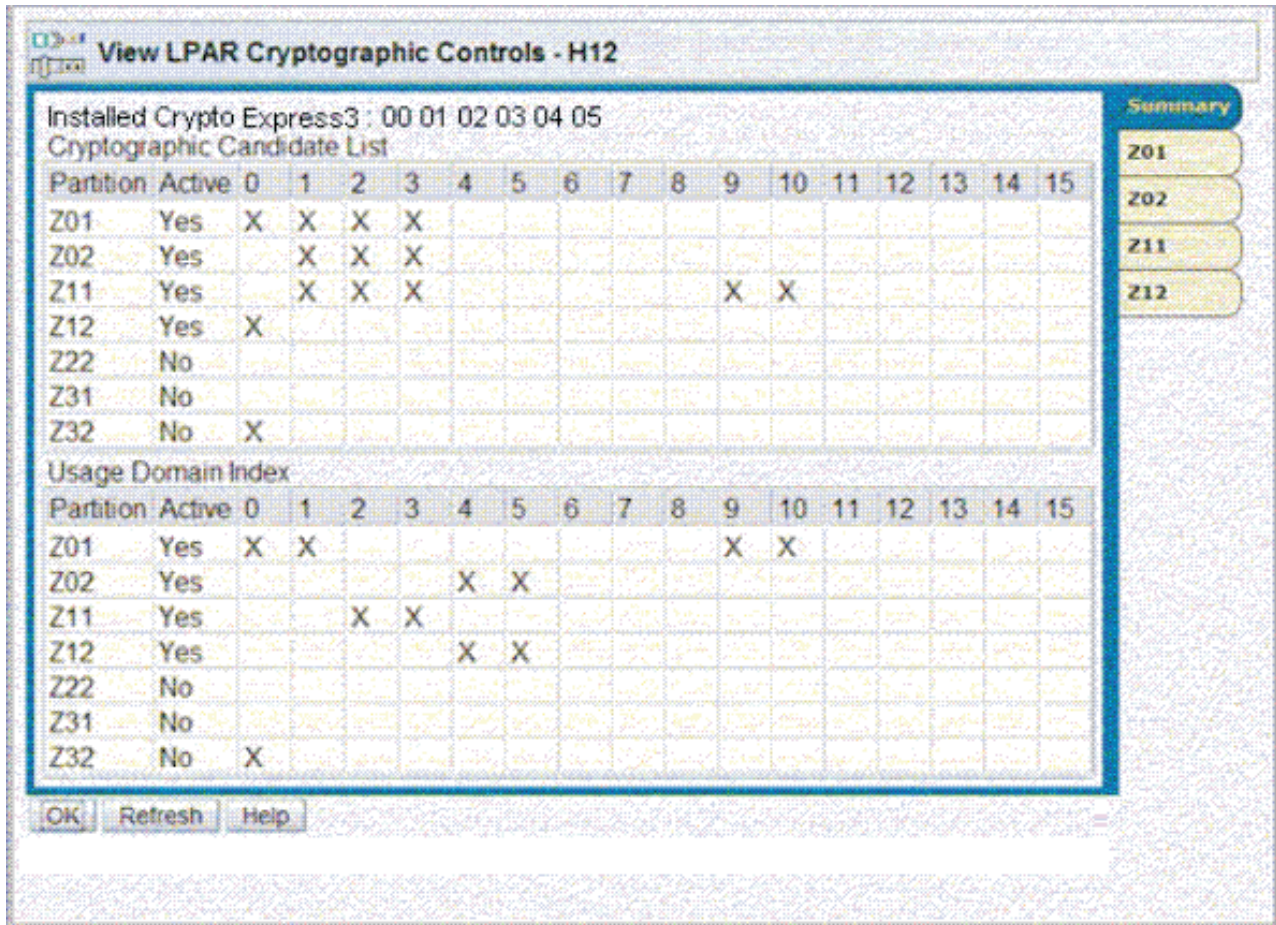 View LPAR Cryptographic Controls - H12
Installed Crypto Express3 : 00 01 02 03 04 05
Cryptographic Candidate List
Partition Active 0 1 2 3 4 5 6 7 8 9 10 11 12 13 14 15
Z01 Yes X X X X
Z02 Yes X X X
Z11 Yes X X X X X
Z12 Yes X
Z22 No
Z31 No
Z32 No X
Usage Domain Index
Partition Active 0 1 2 3 4 5 6 7 8 9 10 11 12 13 14 15
Z01 Yes X X X X
Z02 Yes X X
Z11 Yes X X
Z12 Yes X X
Z22 No
Z31 No
Z32 No X
OK Refresh Help
Summary
Z01
Z02
Z11
Z12